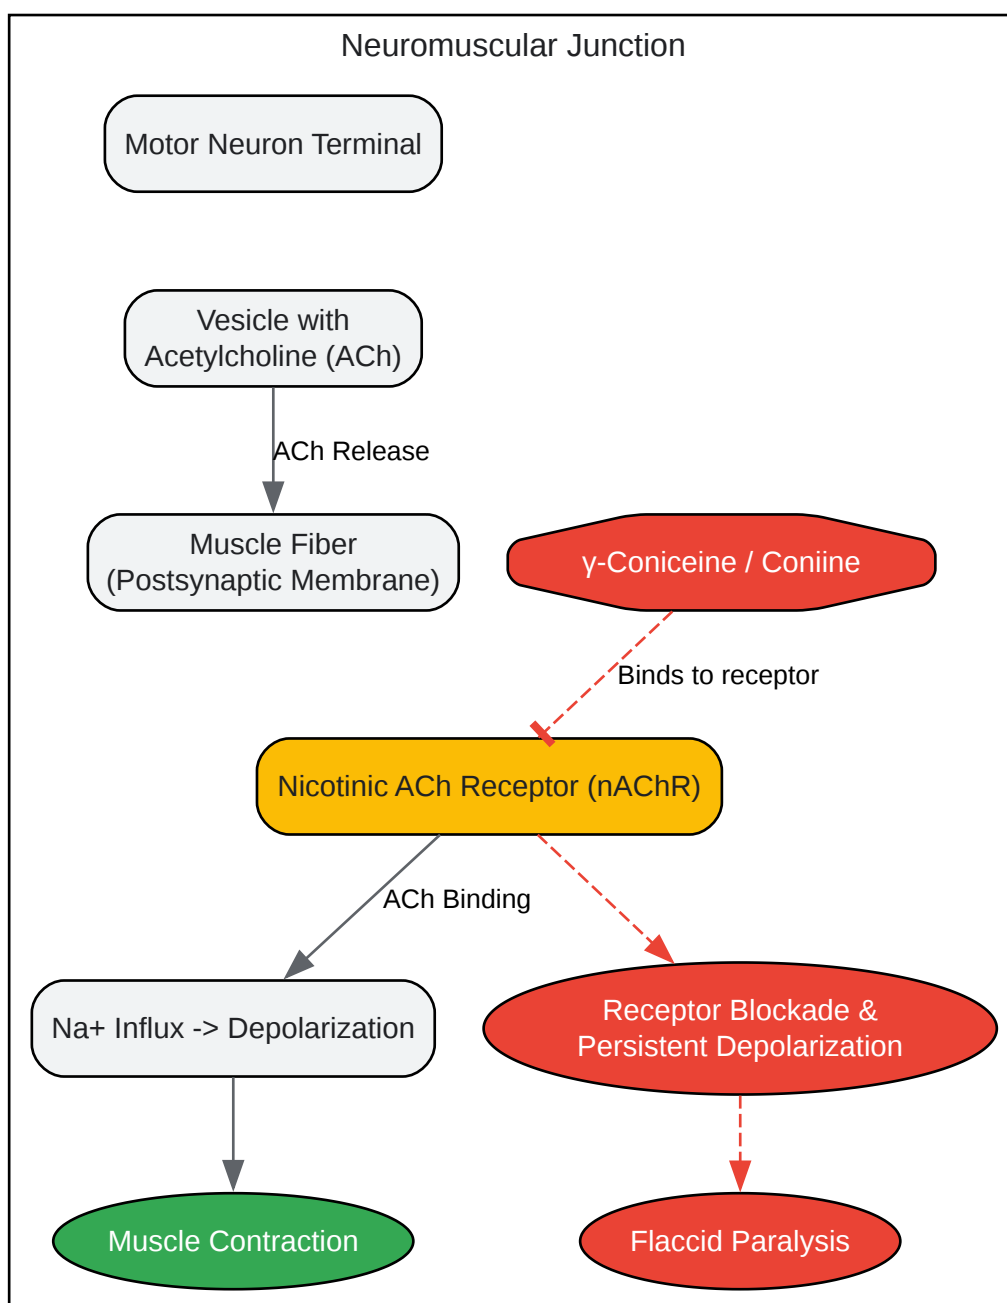 Neuromuscular Junction
Motor Neuron Terminal
Vesicle with
Acetylcholine (ACh)
ACh Release
Muscle Fiber
(Postsynaptic Membrane)
γ-Coniceine / Coniine
Binds to receptor
Nicotinic ACh Receptor (nAChR)
ACh Binding
Na+ Influx -> Depolarization
Receptor Blockade &
Persistent Depolarization
Muscle Contraction
Flaccid Paralysis